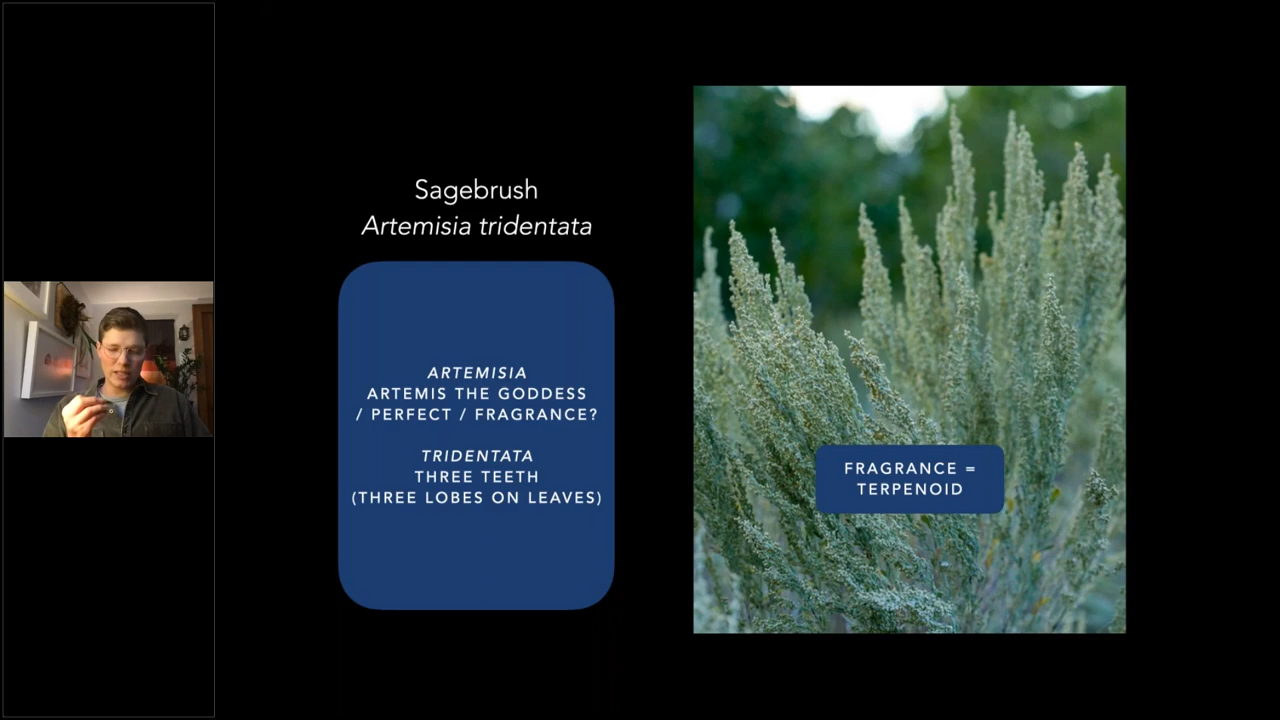 Sagebrush
Artemisia tridentata
ARTEMISIA
ARTEMIS THE GODDESS
/ PERFECT / FRAGRANCE?
TRIDENTATA
THREE TEETH
(THREE LOBES ON LEAVES)
FRAGRANCE =
TERPENOID